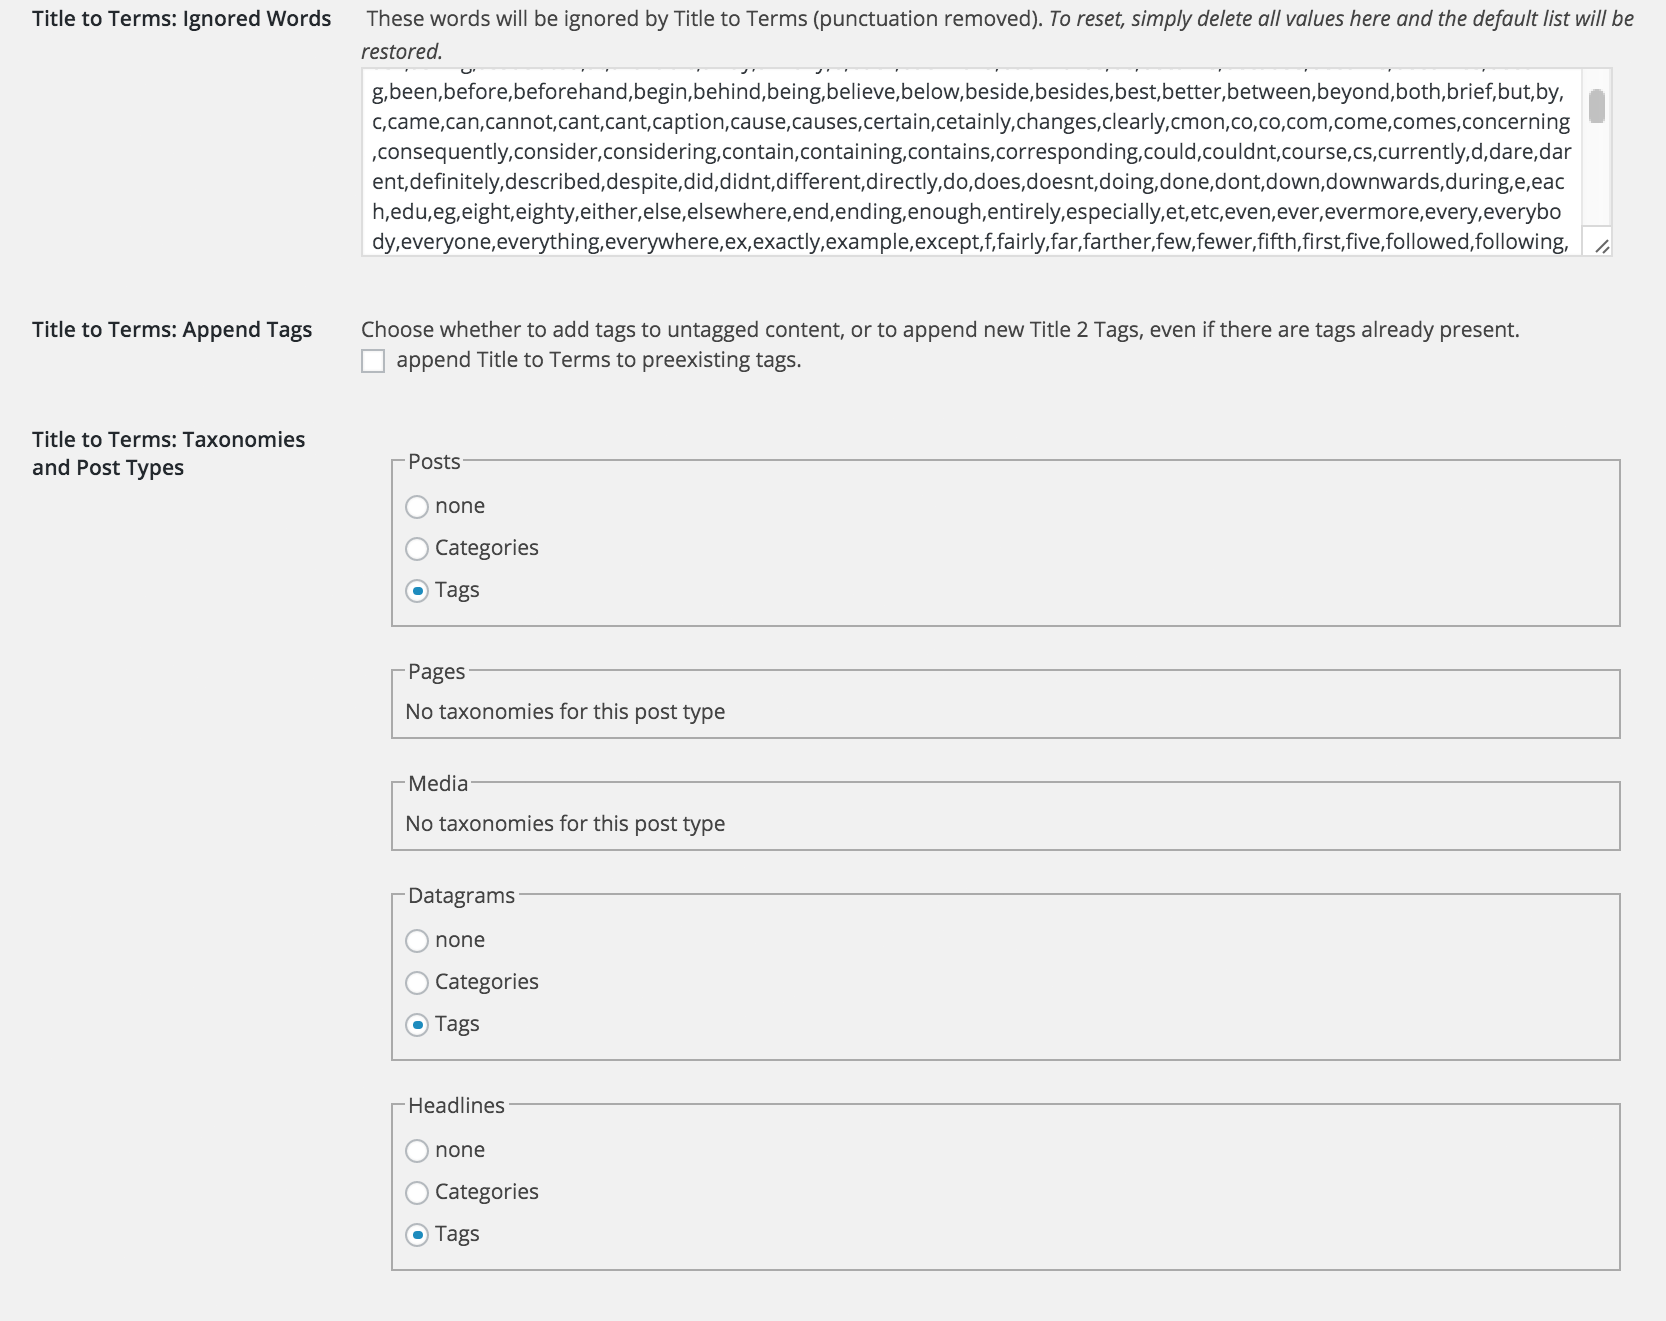 Title to Terms: Ignored Words
These words will be ignored by Title to Terms (punctuation removed). To reset, simply delete all values here and the default list will be
restored.
g,been,before,beforehand,begin,behind,being,believe,below,beside,besides,best,better,between,beyond,both,brief,but,by,
c,came,can,cannot,cant,cant,caption,cause,causes,certain,cetainly,changes,clearly,cmon,co,co,com,come,comes,concerning
,consequently,consider,considering,contain,containing,contains,corresponding,could,couldnt,course,cs,currently,d,dare,dar
ent,definitely,described,despite,did,didnt,different,directly,do,does,doesnt,doing,done,dont,down,downwards,during,e,eac
h,edu,eg,eight,eighty,either,else,elsewhere,end,ending,enough,entirely,especially,et,etc,even,ever,evermore,every,everybo
dy,everyone,everything,everywhere,ex,exactly,example,except,f,fairly,far,farther,few,fewer,fifth,first,five,followed,following,
Title to Terms: Append Tags
Choose whether to add tags to untagged content, or to append new Title 2 Tags, even if there are tags already present.
append Title to Terms to preexisting tags.
Title to Terms: Taxonomies
and Post Types
Posts
none
Categories
Tags
Pages
No taxonomies for this post type
Media
No taxonomies for this post type
Datagrams
none
Categories
Tags
Headlines
none
Categories
Tags